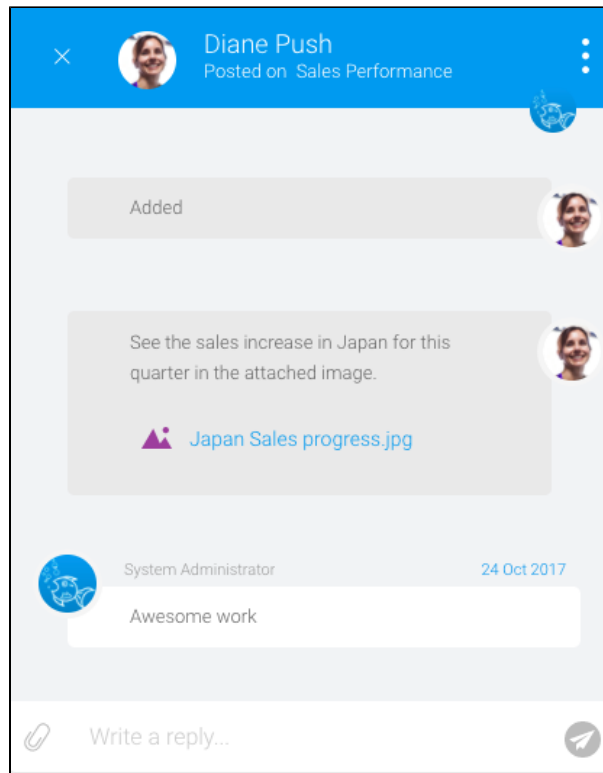 Diane Push
Posted on Sales Performance
Added
See the sales increase in Japan for this
quarter in the attached image.
Japan Sales progress.jpg
System Administrator
24 Oct 2017
Awesome work
Write a reply...